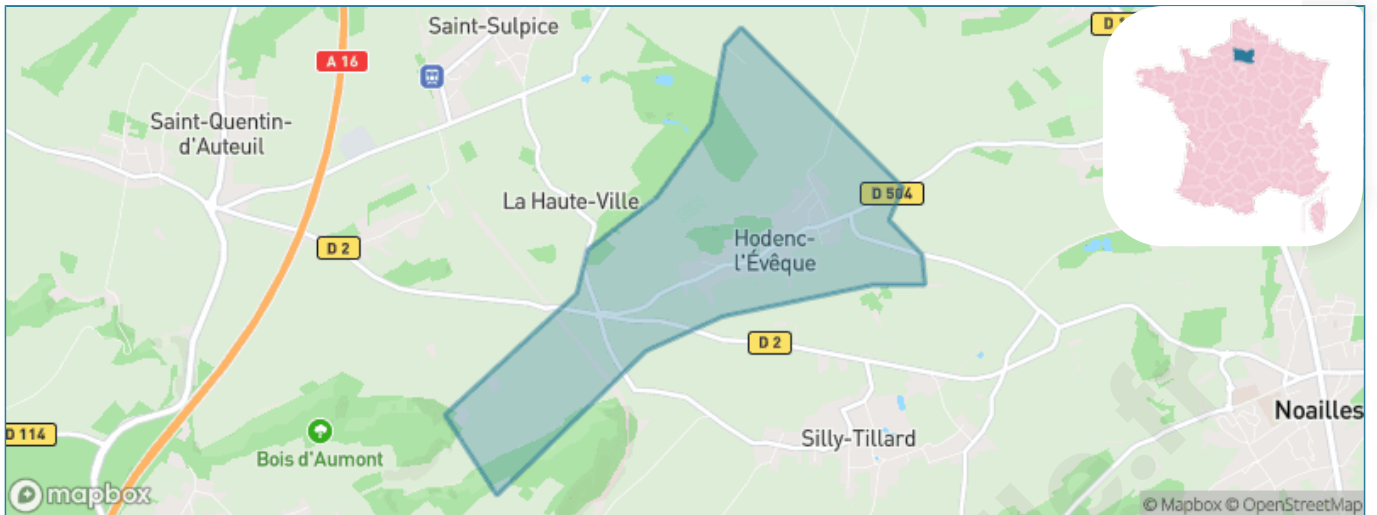 Saint-Sulpice
D
A 16
Saint-Quentin-
d'Auteuil
La Haute-Ville
D 504
D 2
Hodenc-
l'Évêque
D 2
Silly-Tillard
Noailles
D 114
Bois d'Aumont
mapbox
© Mapbox © OpenStreetMap